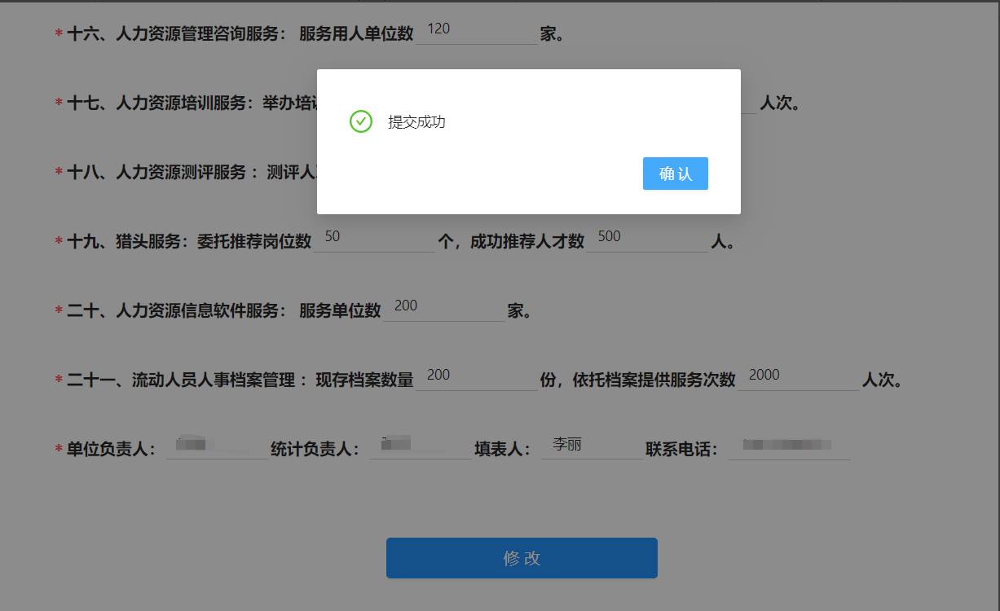 *十六、人力资源管理咨询服务： 服务用人单位数 120 家。
*十七、人力资源培训服务：举办培 人次。
提交成功
*十八、人力资源测评服务 ：测评人
确 认
*十九、猎头服务：委托推荐岗位数 50 个，成功推荐人才数 500 人。
*二十、人力资源信息软件服务： 服务单位数 200 家。
*二十一、流动人员人事档案管理 ：现存档案数量 200 份，依托档案提供服务次数 2000 人次。
*单位负责人： 统计负责人： 填表人： 李丽 联系电话：
修 改